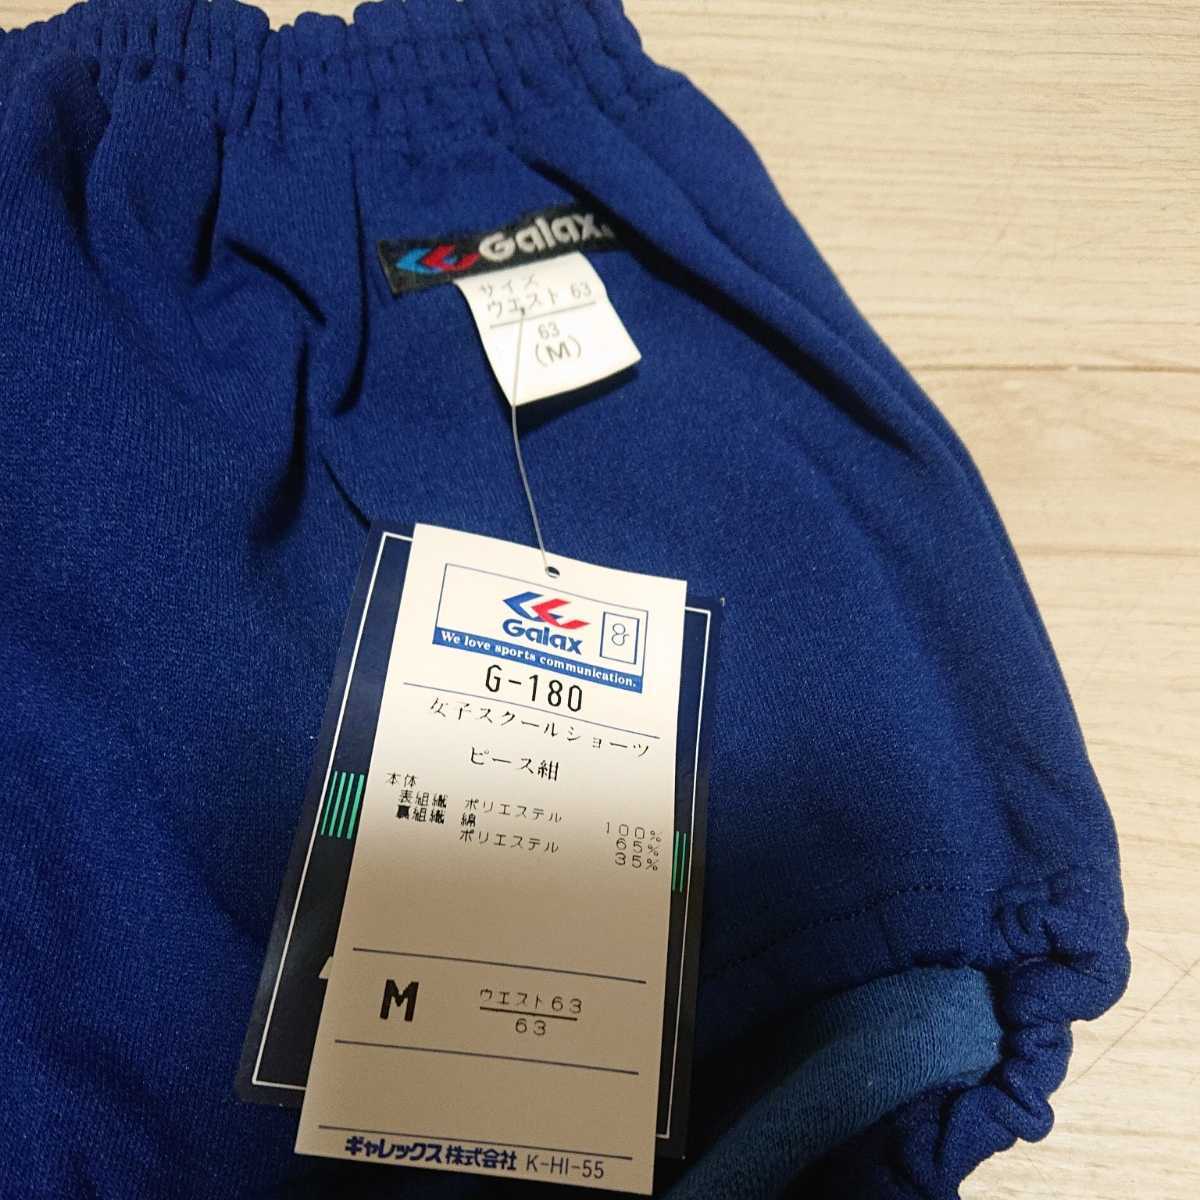 Galax
サイズ
ウエスト 63
63
(M)
Galax
8
We love sports communication.
G-180
女子スクールショーツ
ピース紺
本体
表組織 ポリエステル 100%
裏組織 綿 65%
ポリエステル 35%
M
ウエスト63
63
ギャレックス株式会社 K-HI-55